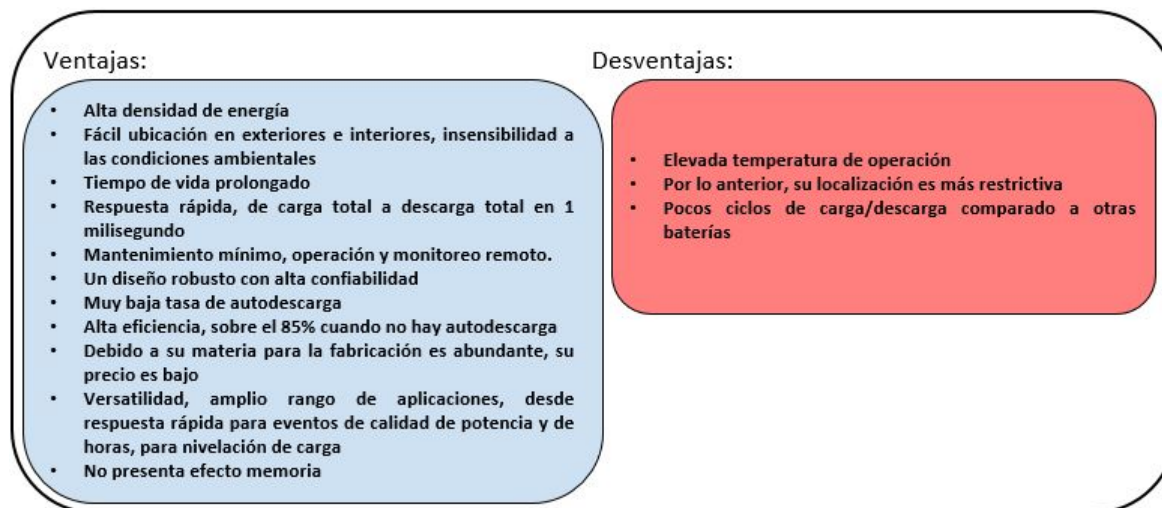 Ventajas:
• Alta densidad de energía
• Fácil ubicación en exteriores e interiores, insensibilidad a
las condiciones ambientales
• Tiempo de vida prolongado
• Respuesta rápida, de carga total a descarga total en 1
milisegundo
• Mantenimiento mínimo, operación y monitoreo remoto.
• Un diseño robusto con alta confiabilidad
• Muy baja tasa de autodescarga
• Alta eficiencia, sobre el 85% cuando no hay autodescarga
• Debido a su materia para la fabricación es abundante, su
precio es bajo
• Versatilidad, amplio rango de aplicaciones, desde
respuesta rápida para eventos de calidad de potencia y de
horas, para nivelación de carga
• No presenta efecto memoria
Desventajas:
• Elevada temperatura de operación
• Por lo anterior, su localización es más restrictiva
• Pocos ciclos de carga/descarga comparado a otras
baterías